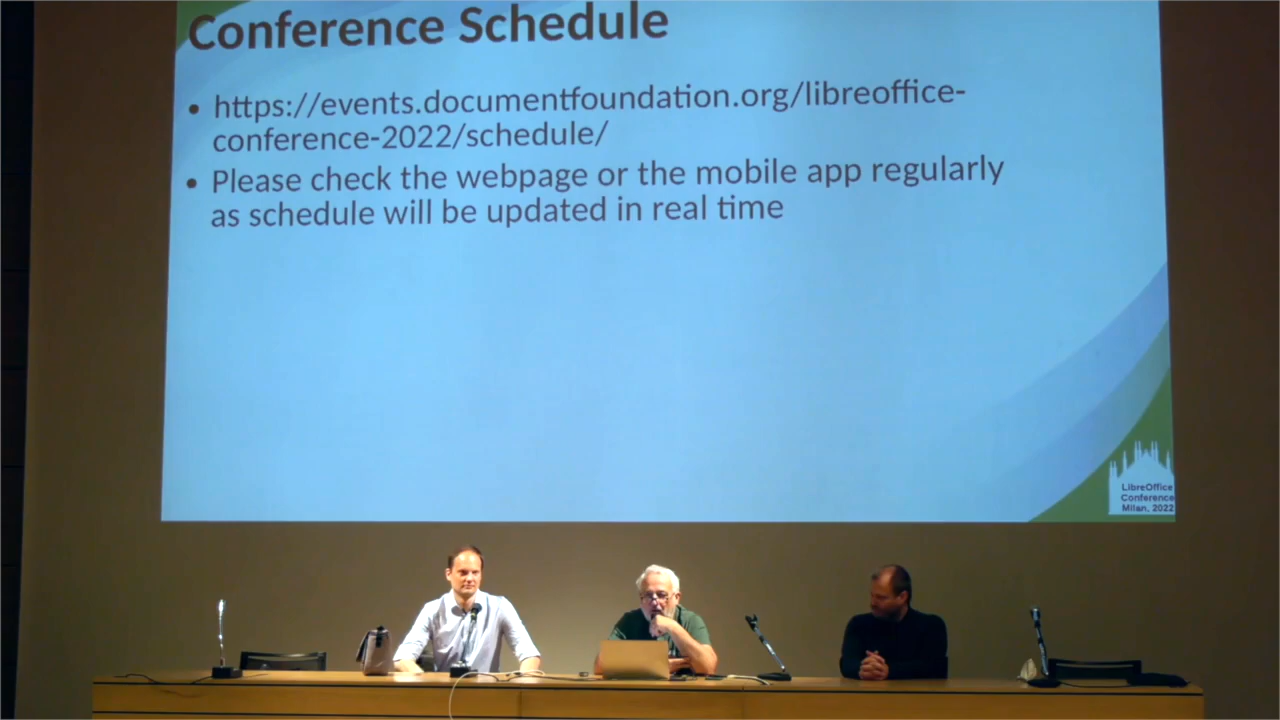 Conference Schedule
• https://events.documentfoundation.org/libreoffice-
conference-2022/schedule/
• Please check the webpage or the mobile app regularly
as schedule will be updated in real time
LibreOffice
Conference
Milan, 2022